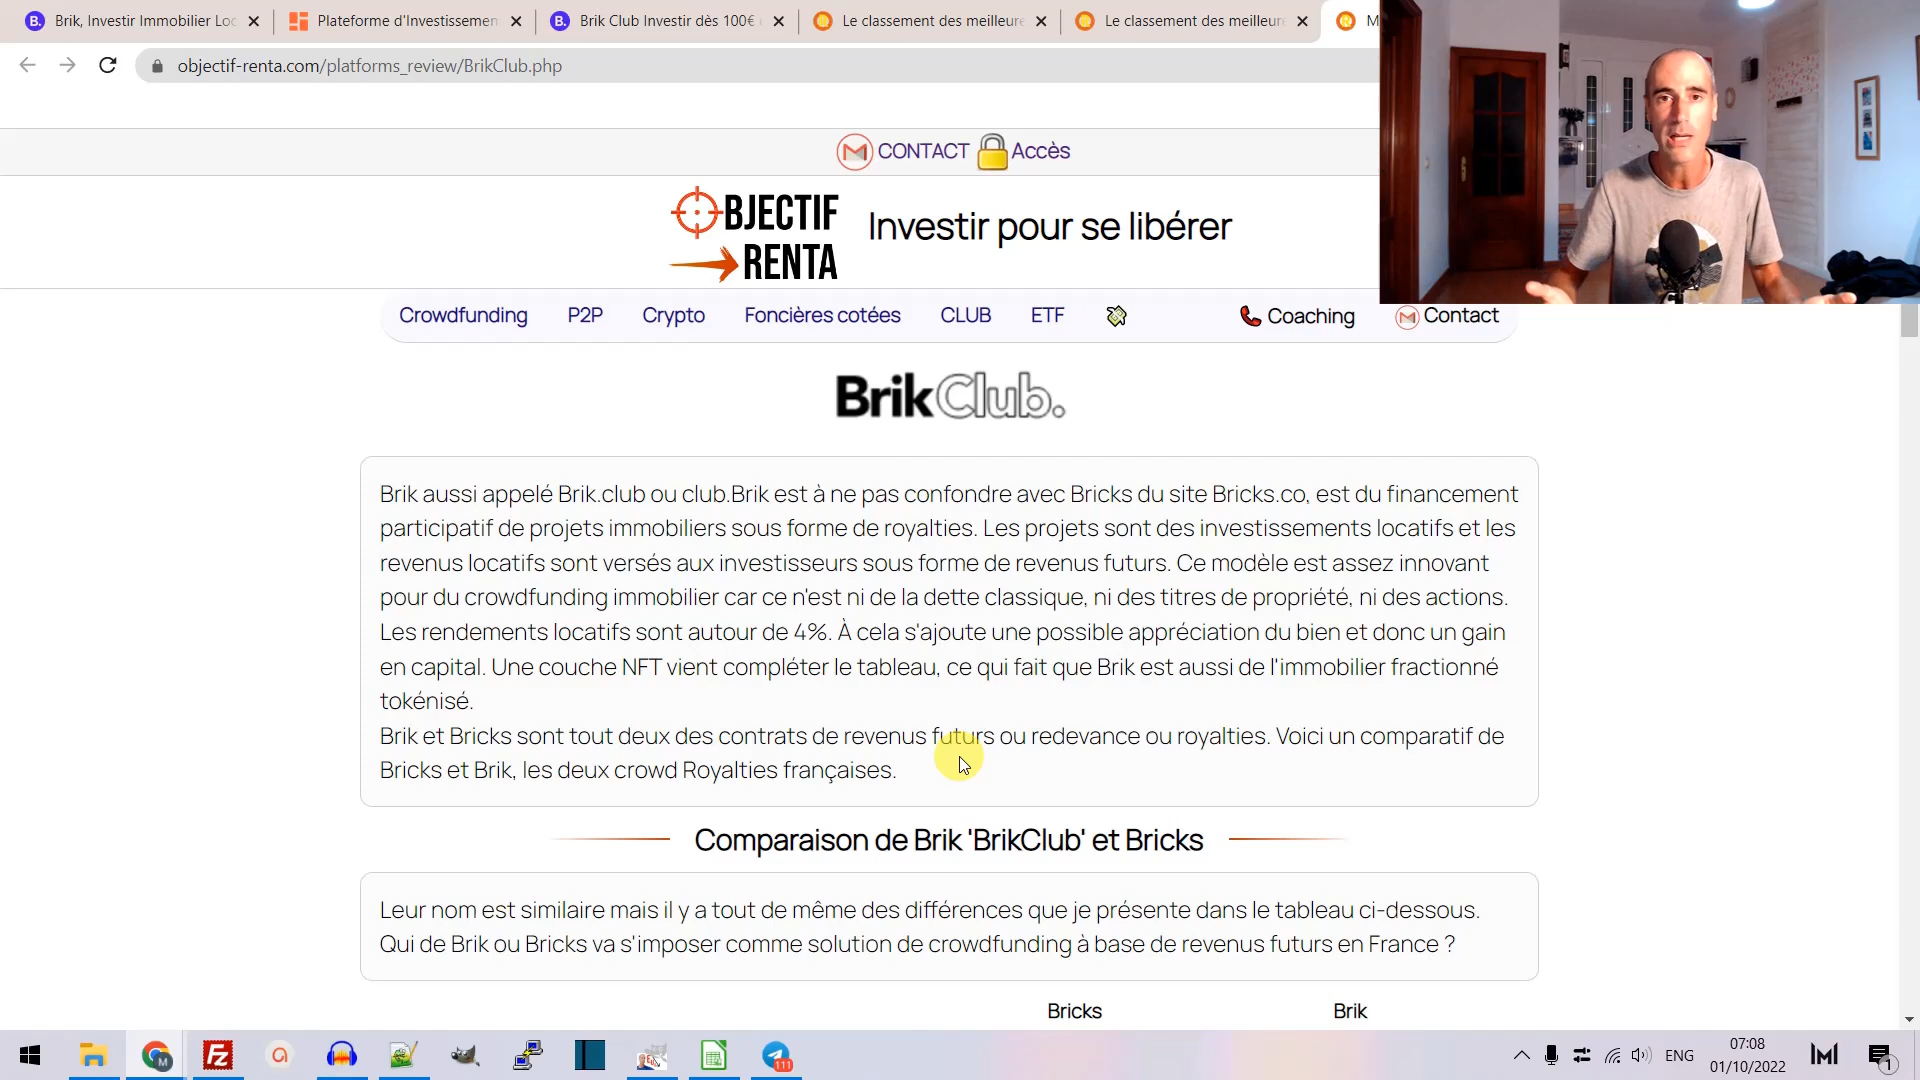 Brik, Investir Immobilier Loc
Plateforme d'Investissemen
Brik Club Investir dès 100€
Le classement des meilleure
Le classement des meilleure
M
objectif-renta.com/platforms_review/BrikClub.php
CONTACT Accès
OBJECTIF
RENTA
Investir pour se libérer
Crowdfunding P2P Crypto Foncières cotées CLUB ETF Coaching Contact
BrikClub.
Brik aussi appelé Brik.club ou club.Brik est à ne pas confondre avec Bricks du site Bricks.co, est du financement
participatif de projets immobiliers sous forme de royalties. Les projets sont des investissements locatifs et les
revenus locatifs sont versés aux investisseurs sous forme de revenus futurs. Ce modèle est assez innovant
pour du crowdfunding immobilier car ce n'est ni de la dette classique, ni des titres de propriété, ni des actions.
Les rendements locatifs sont autour de 4%. À cela s'ajoute une possible appréciation du bien et donc un gain
en capital. Une couche NFT vient compléter le tableau, ce qui fait que Brik est aussi de l'immobilier fractionné
tokénisé.
Brik et Bricks sont tout deux des contrats de revenus futurs ou redevance ou royalties. Voici un comparatif de
Bricks et Brik, les deux crowd Royalties françaises.
Comparaison de Brik 'BrikClub' et Bricks
Leur nom est similaire mais il y a tout de même des différences que je présente dans le tableau ci-dessous.
Qui de Brik ou Bricks va s'imposer comme solution de crowdfunding à base de revenus futurs en France ?
Bricks Brik
111
ENG
07:08
01/10/2022
1